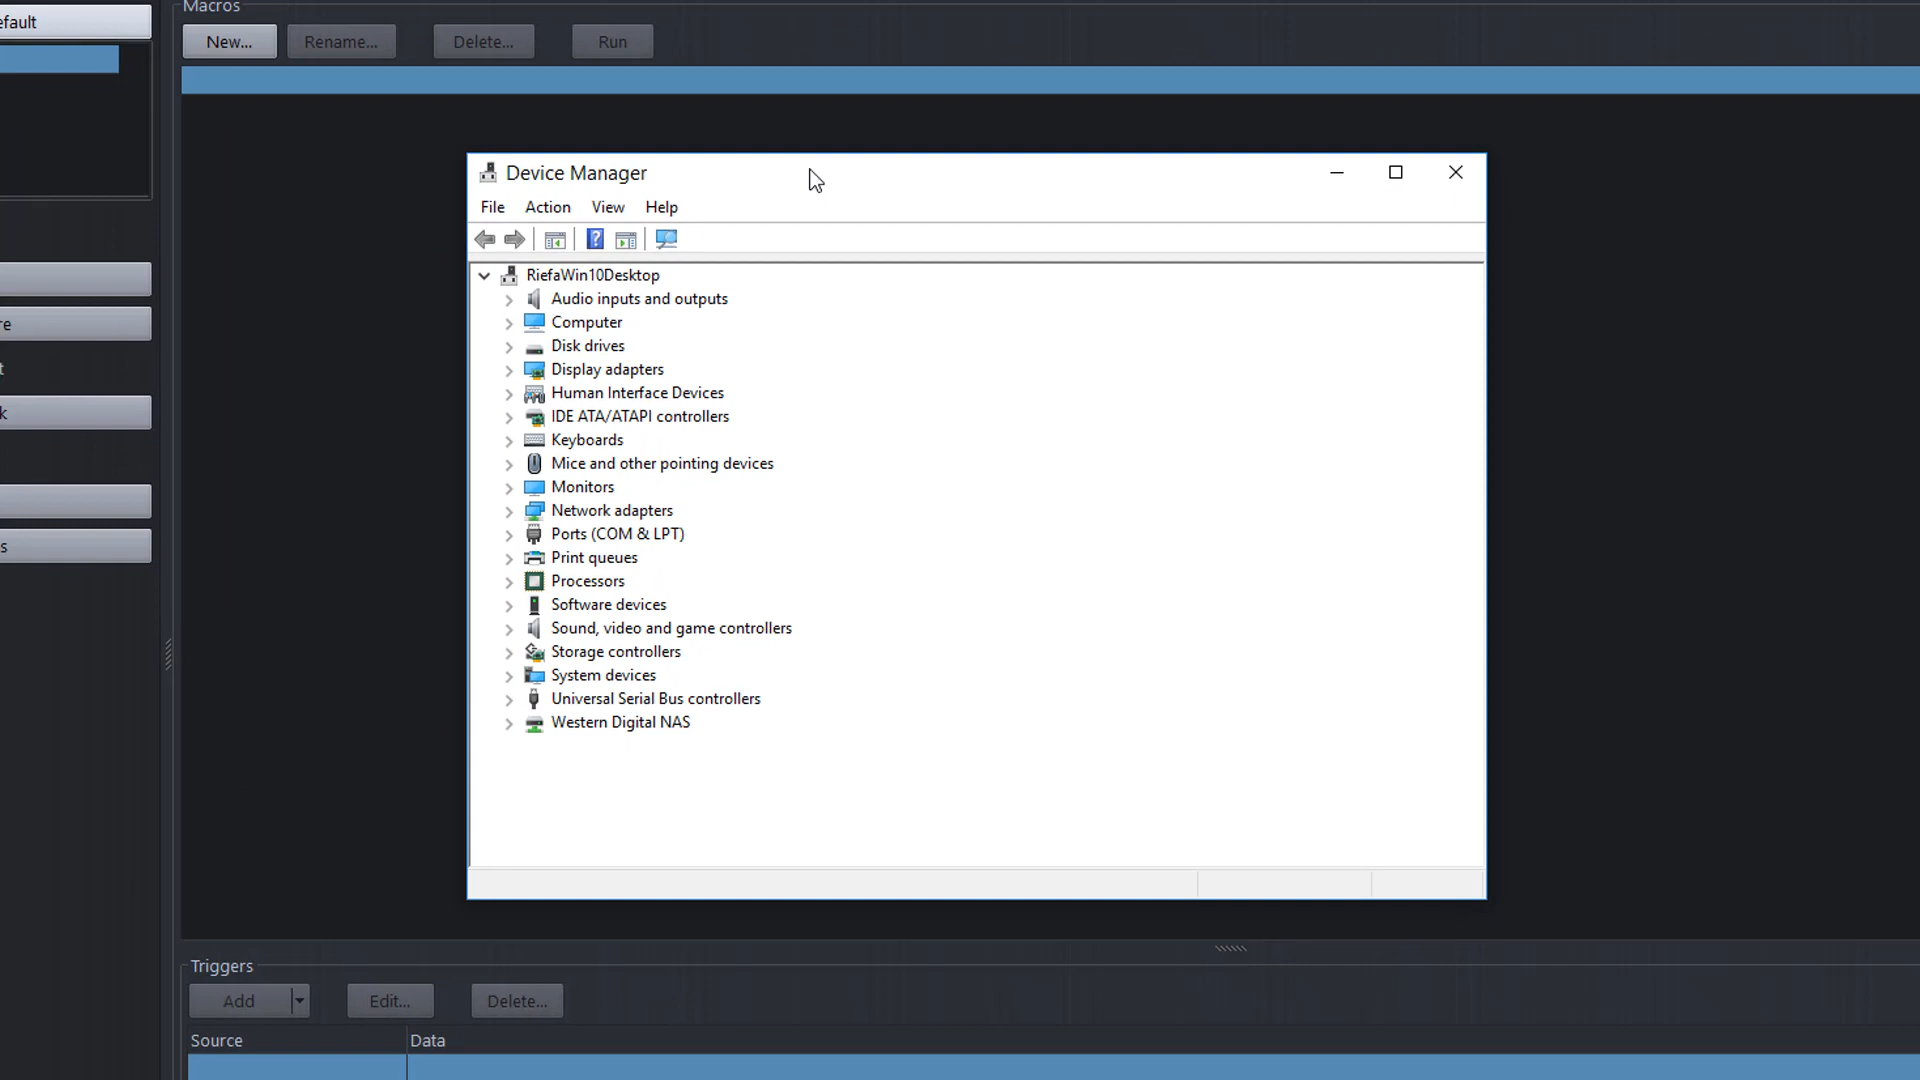 Macros
efault
New...
Rename...
Delete...
Run
Device Manager
File
Action
View
Help
RiefaWin10Desktop
Audio inputs and outputs
Computer
re
Disk drives
t
Display adapters
Human Interface Devices
k
IDE ATA/ATAPI controllers
Keyboards
Mice and other pointing devices
Monitors
Network adapters
Ports (COM & LPT)
s
Print queues
Processors
Software devices
Sound, video and game controllers
Storage controllers
System devices
Universal Serial Bus controllers
Western Digital NAS
Triggers
Add
Edit...
Delete...
Source
Data